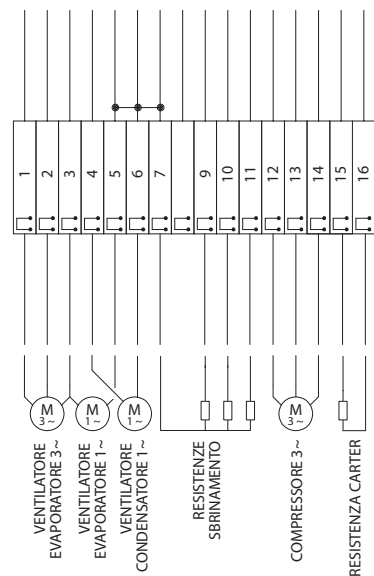 1 2 3 4 5 6 7 9 10 11 12 13 14 15 16
M M M M
3~ 1~ 1~ 3~
VENTILATORE
EVAPORATORE 3~
VENTILATORE
EVAPORATORE 1~
VENTILATORE
CONDENSATORE 1~
RESISTENZE
SBRINAMENTO
COMPRESSORE 3~
RESISTENZA CARTER